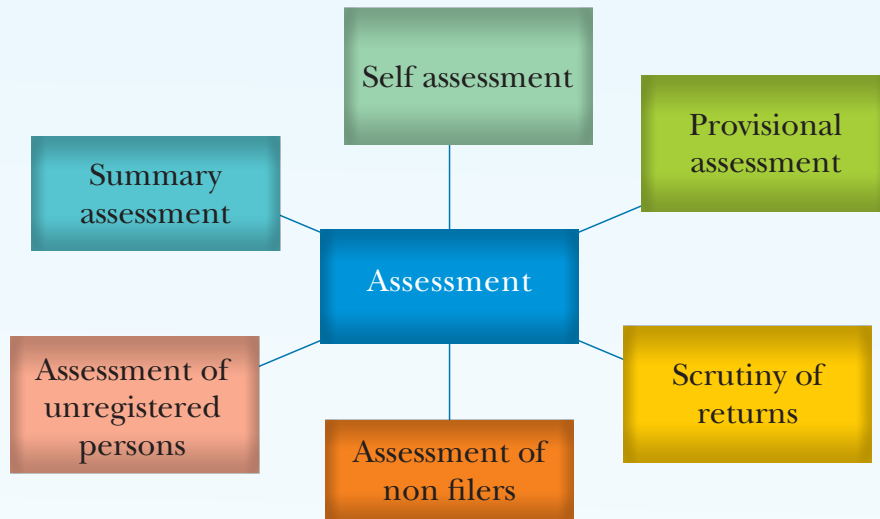 Self assessment
Provisional
assessment
Summary
assessment
Assessment
Scrutiny of
returns
Assessment of
unregistered
persons
Assessment of
non filers